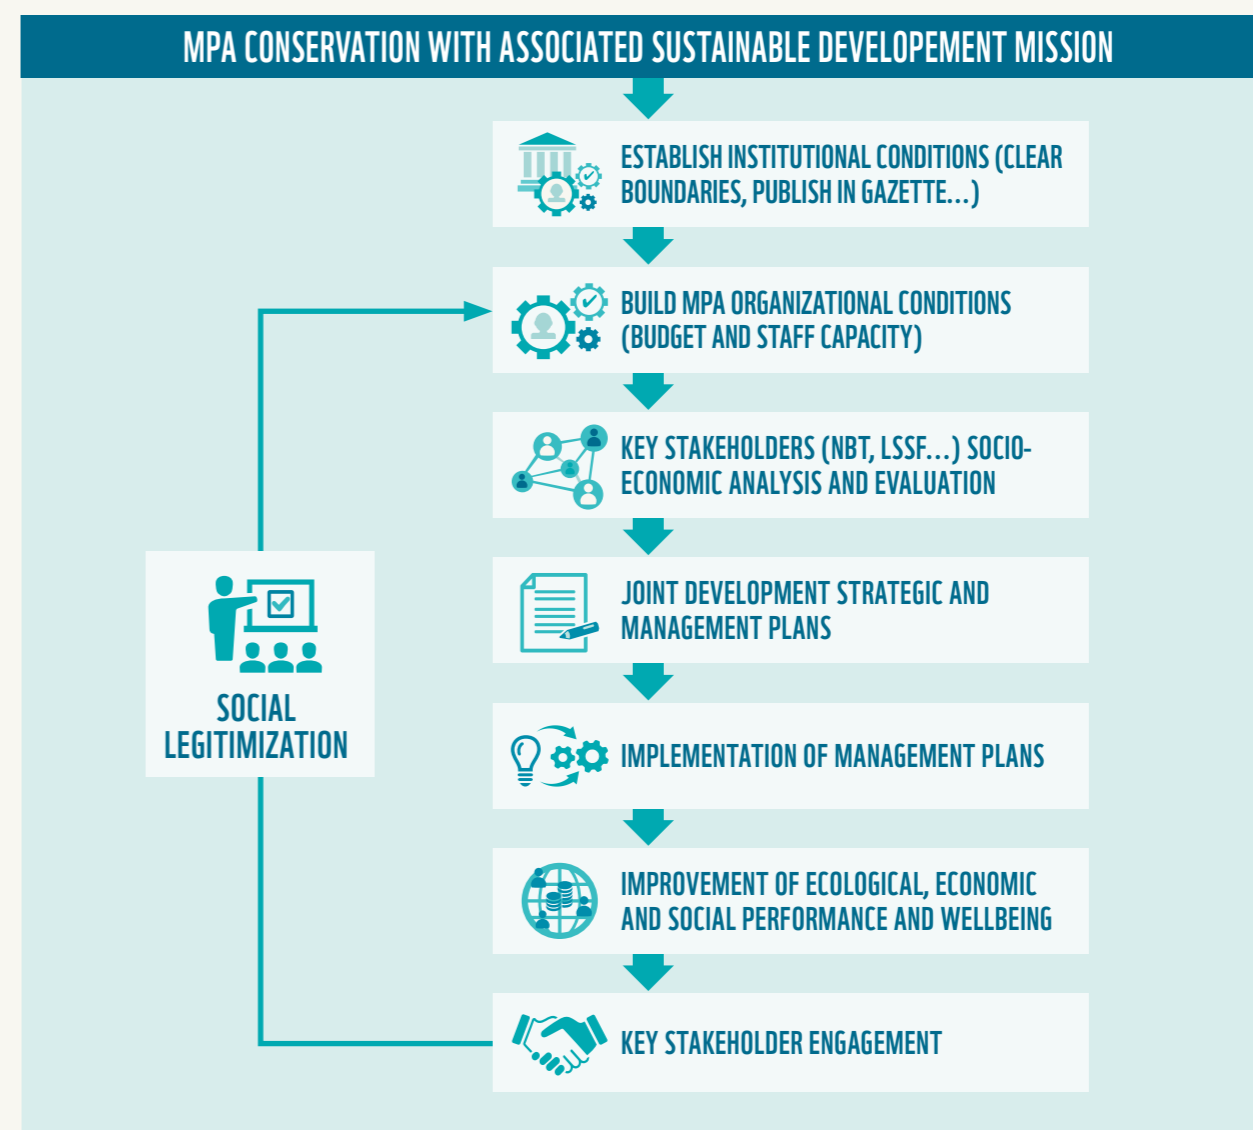 MPA CONSERVATION WITH ASSOCIATED SUSTAINABLE DEVELOPEMENT MISSION
ESTABLISH INSTITUTIONAL CONDITIONS (CLEAR
BOUNDARIES, PUBLISH IN GAZETTE...)
BUILD MPA ORGANIZATIONAL CONDITIONS
(BUDGET AND STAFF CAPACITY)
KEY STAKEHOLDERS (NBT, LSSF...) SOCIO-
ECONOMIC ANALYSIS AND EVALUATION
JOINT DEVELOPMENT STRATEGIC AND
MANAGEMENT PLANS
SOCIAL
LEGITIMIZATION
IMPLEMENTATION OF MANAGEMENT PLANS
IMPROVEMENT OF ECOLOGICAL, ECONOMIC
AND SOCIAL PERFORMANCE AND WELLBEING
KEY STAKEHOLDER ENGAGEMENT